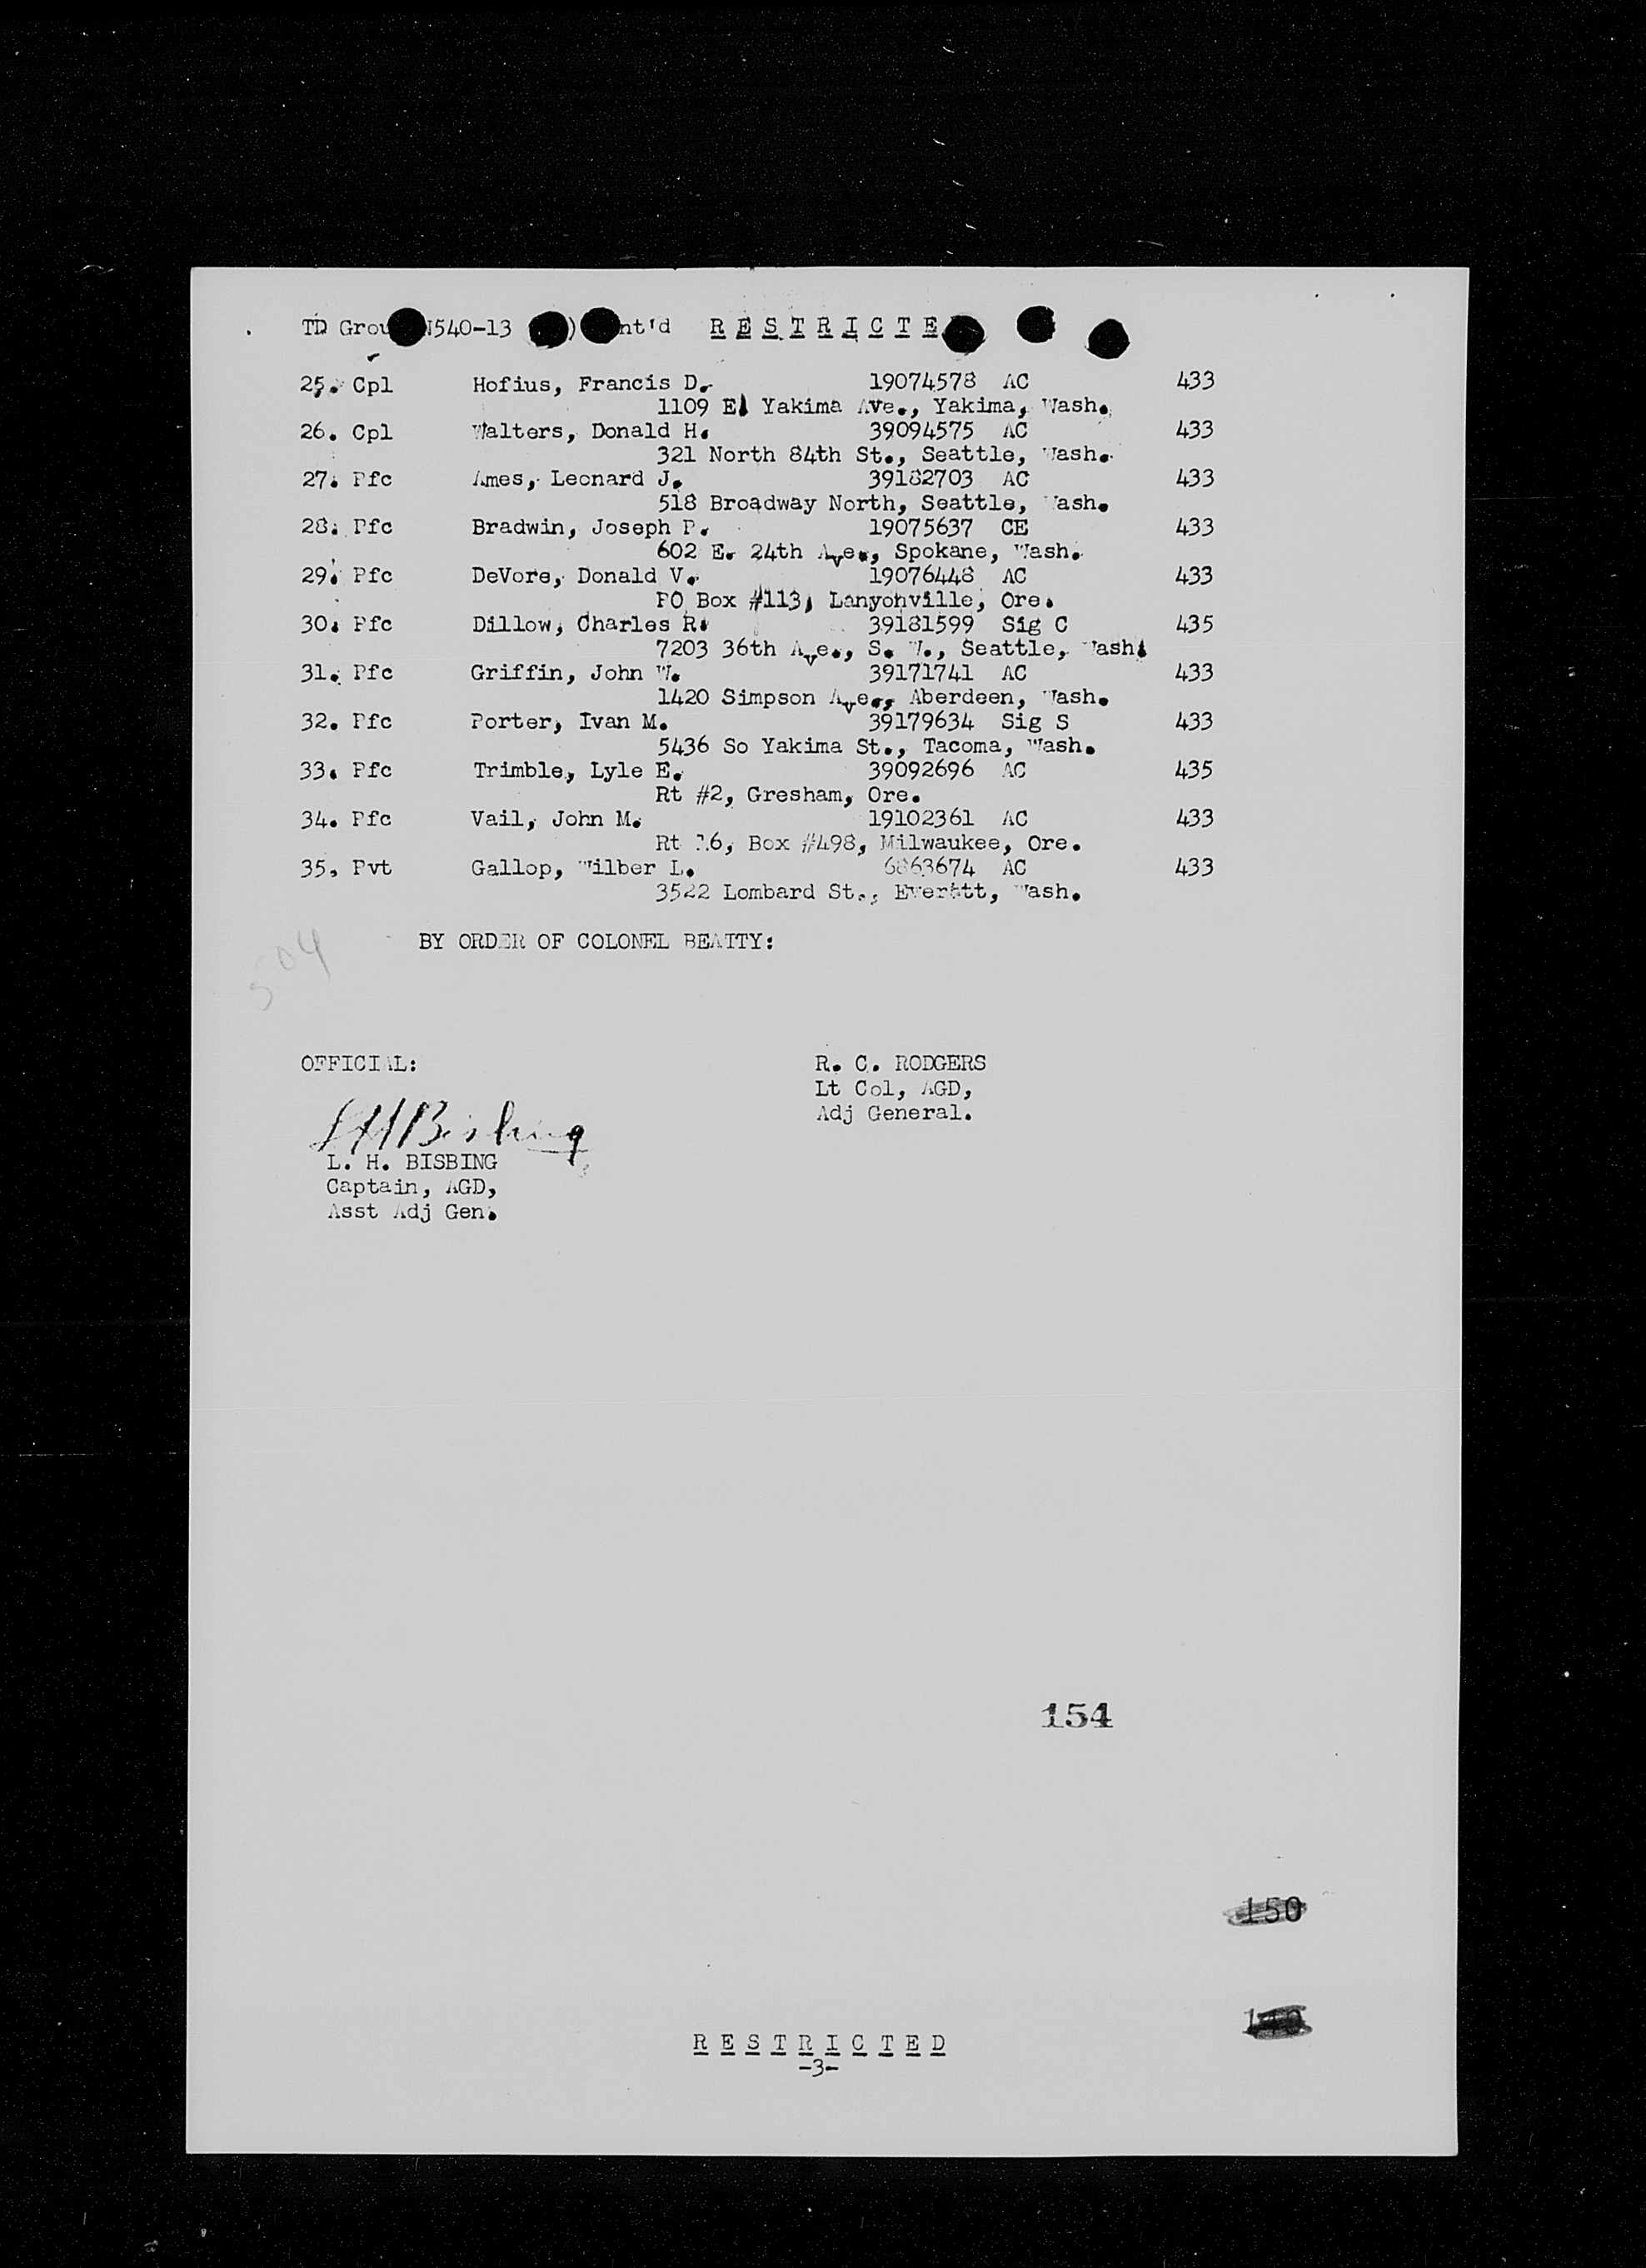 TD Grou 1540-13 ) nt'd R E S T R I C T E
25. Cpl Hofius, Francis D. 19074578 AC 433
1109 E. Yakima Ave., Yakima, Wash.
26. Cpl Walters, Donald H. 39094575 AC 433
321 North 84th St., Seattle, Wash.
27. Pfc Ames, Leonard J. 39182703 AC 433
518 Broadway North, Seattle, Wash.
28. Pfc Bradwin, Joseph P. 19075637 CE 433
602 E. 24th Ave., Spokane, Wash.
29. Pfc DeVore, Donald V. 19076448 AC 433
PO Box #113, Lanyonville, Ore.
30. Pfc Dillow, Charles R. 39181599 Sig C 435
7203 36th Ave., S. W., Seattle, Wash.
31. Pfc Griffin, John W. 39171741 AC 433
1420 Simpson Ave., Aberdeen, Wash.
32. Pfc Porter, Ivan M. 39179634 Sig S 433
5436 So Yakima St., Tacoma, Wash.
33. Pfc Trimble, Lyle E. 39092696 AC 435
Rt #2, Gresham, Ore.
34. Pfc Vail, John M. 19102361 AC 433
Rt 16, Box #498, Milwaukee, Ore.
35. Pvt Gallop, Wilber L. 6863674 AC 433
3522 Lombard St., Everett, Wash.
BY ORDER OF COLONEL BEATTY:
504
OFFICIAL: R. C. RODGERS
Lt Col, AGD,
Adj General.
LHBisbing
L. H. BISBING
Captain, AGD,
Asst Adj Gen.
154
150
R E S T R I C T E D
-3-